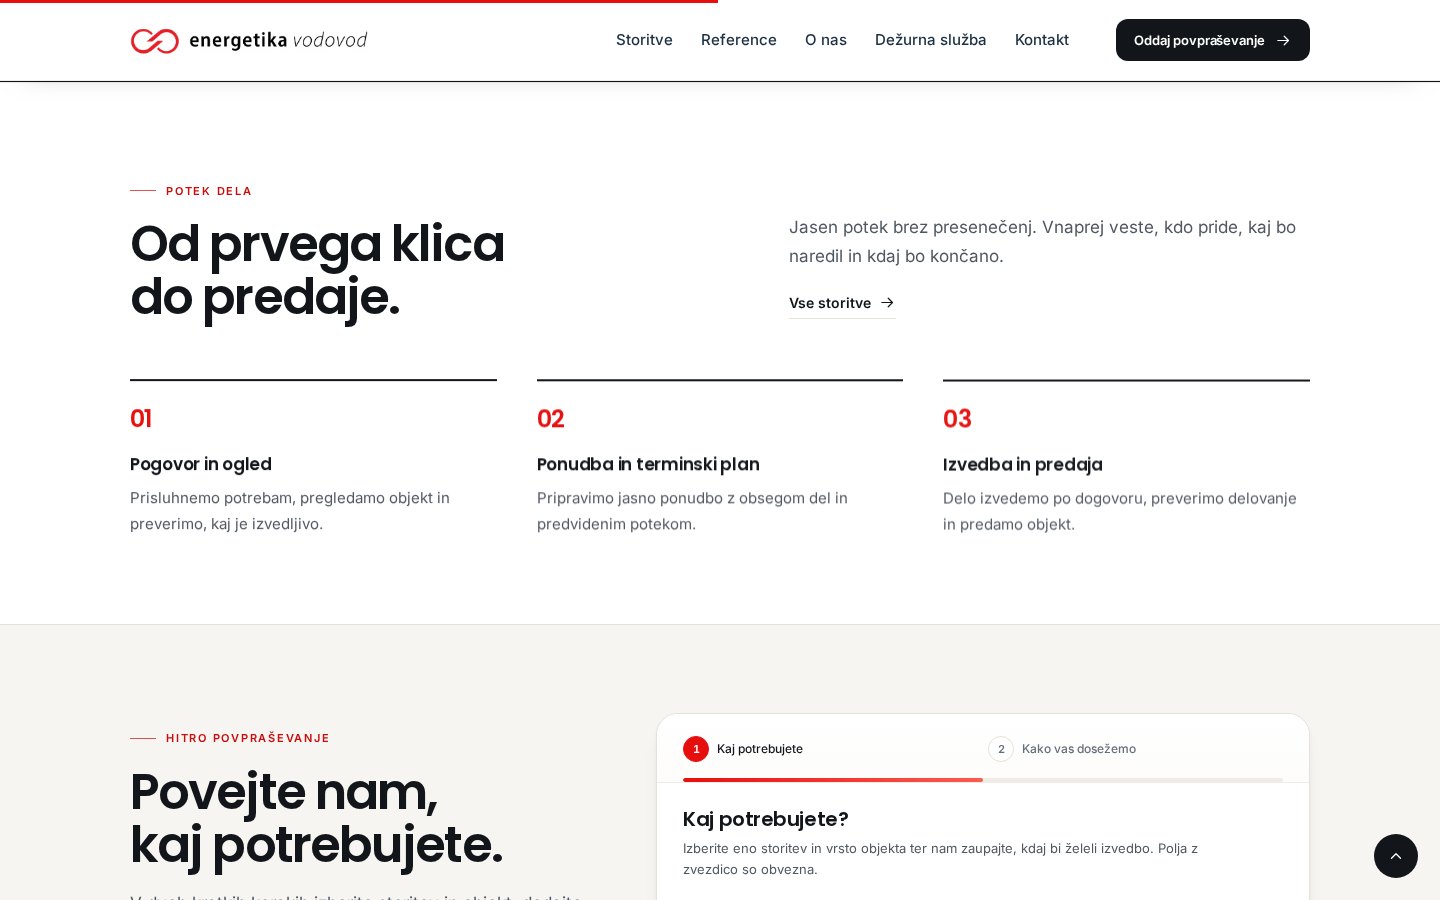 energetika vodovod
Storitve
Reference
O nas
Dežurna služba
Kontakt
Oddaj povpraševanje
POTEK DELA
Od prvega klica
do predaje.
Jasen potek brez presenečenj. Vnaprej veste, kdo pride, kaj bo
naredil in kdaj bo končano.
Vse storitve
01
Pogovor in ogled
Prisluhnemo potrebam, pregledamo objekt in
preverimo, kaj je izvedljivo.
02
Ponudba in terminski plan
Pripravimo jasno ponudbo z obsegom del in
predvidenim potekom.
03
Izvedba in predaja
Delo izvedemo po dogovoru, preverimo delovanje
in predamo objekt.
HITRO POVPRAŠEVANJE
Povejte nam,
kaj potrebujete.
1 Kaj potrebujete
2 Kako vas dosežemo
Kaj potrebujete?
Izberite eno storitev in vrsto objekta ter nam zaupajte, kdaj bi želeli izvedbo. Polja z
zvezdico so obvezna.